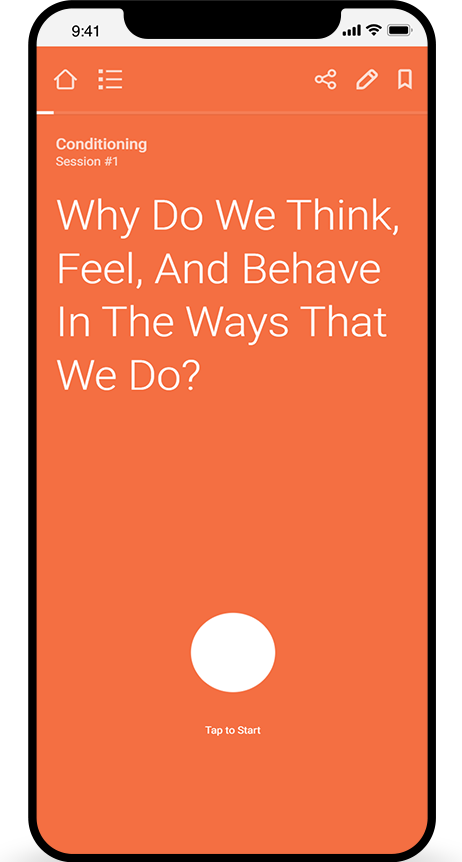 9:41
Conditioning
Session #1
Why Do We Think,
Feel, And Behave
In The Ways That
We Do?
Tap to Start